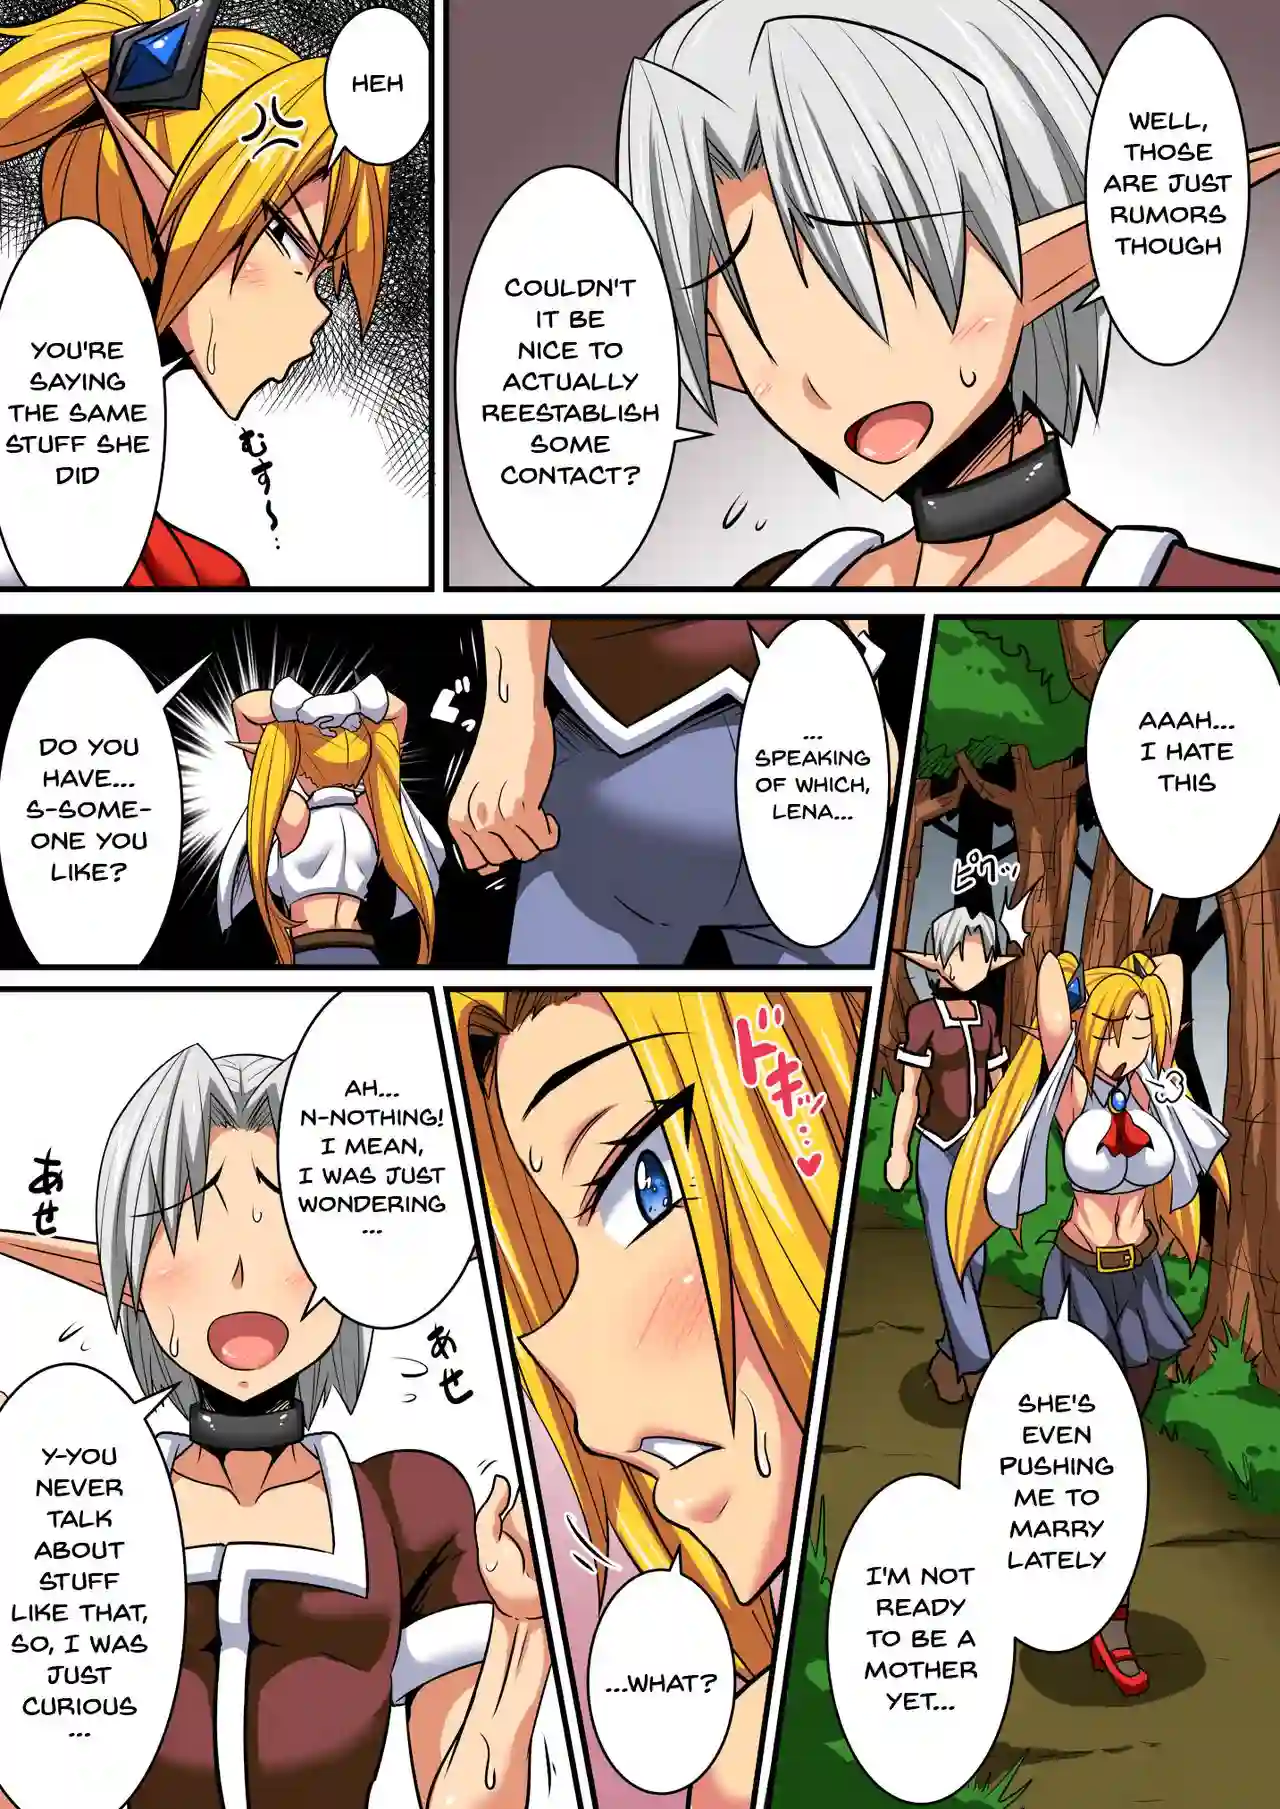 WELL,
THOSE
ARE JUST
RUMORS
THOUGH
COULDN'T
IT BE
NICE TO
ACTUALLY
REESTABLISH
SOME
CONTACT?
HEH
YOU'RE
SAYING
THE SAME
STUFF SHE
DID
むす〜
AAAH...
I HATE
THIS
ピクッ
SHE'S
EVEN
PUSHING
ME TO
MARRY
LATELY
I'M NOT
READY
TO BE A
MOTHER
YET...
...
SPEAKING
OF WHICH,
LENA...
DO YOU
HAVE...
S-SOME-
ONE YOU
LIKE?
ドキッ…♥
...WHAT?
AH...
N-NOTHING!
I MEAN,
I WAS JUST
WONDERING
...
あせ
あせ
Y-YOU
NEVER
TALK
ABOUT
STUFF
LIKE THAT,
SO, I WAS
JUST
CURIOUS
...